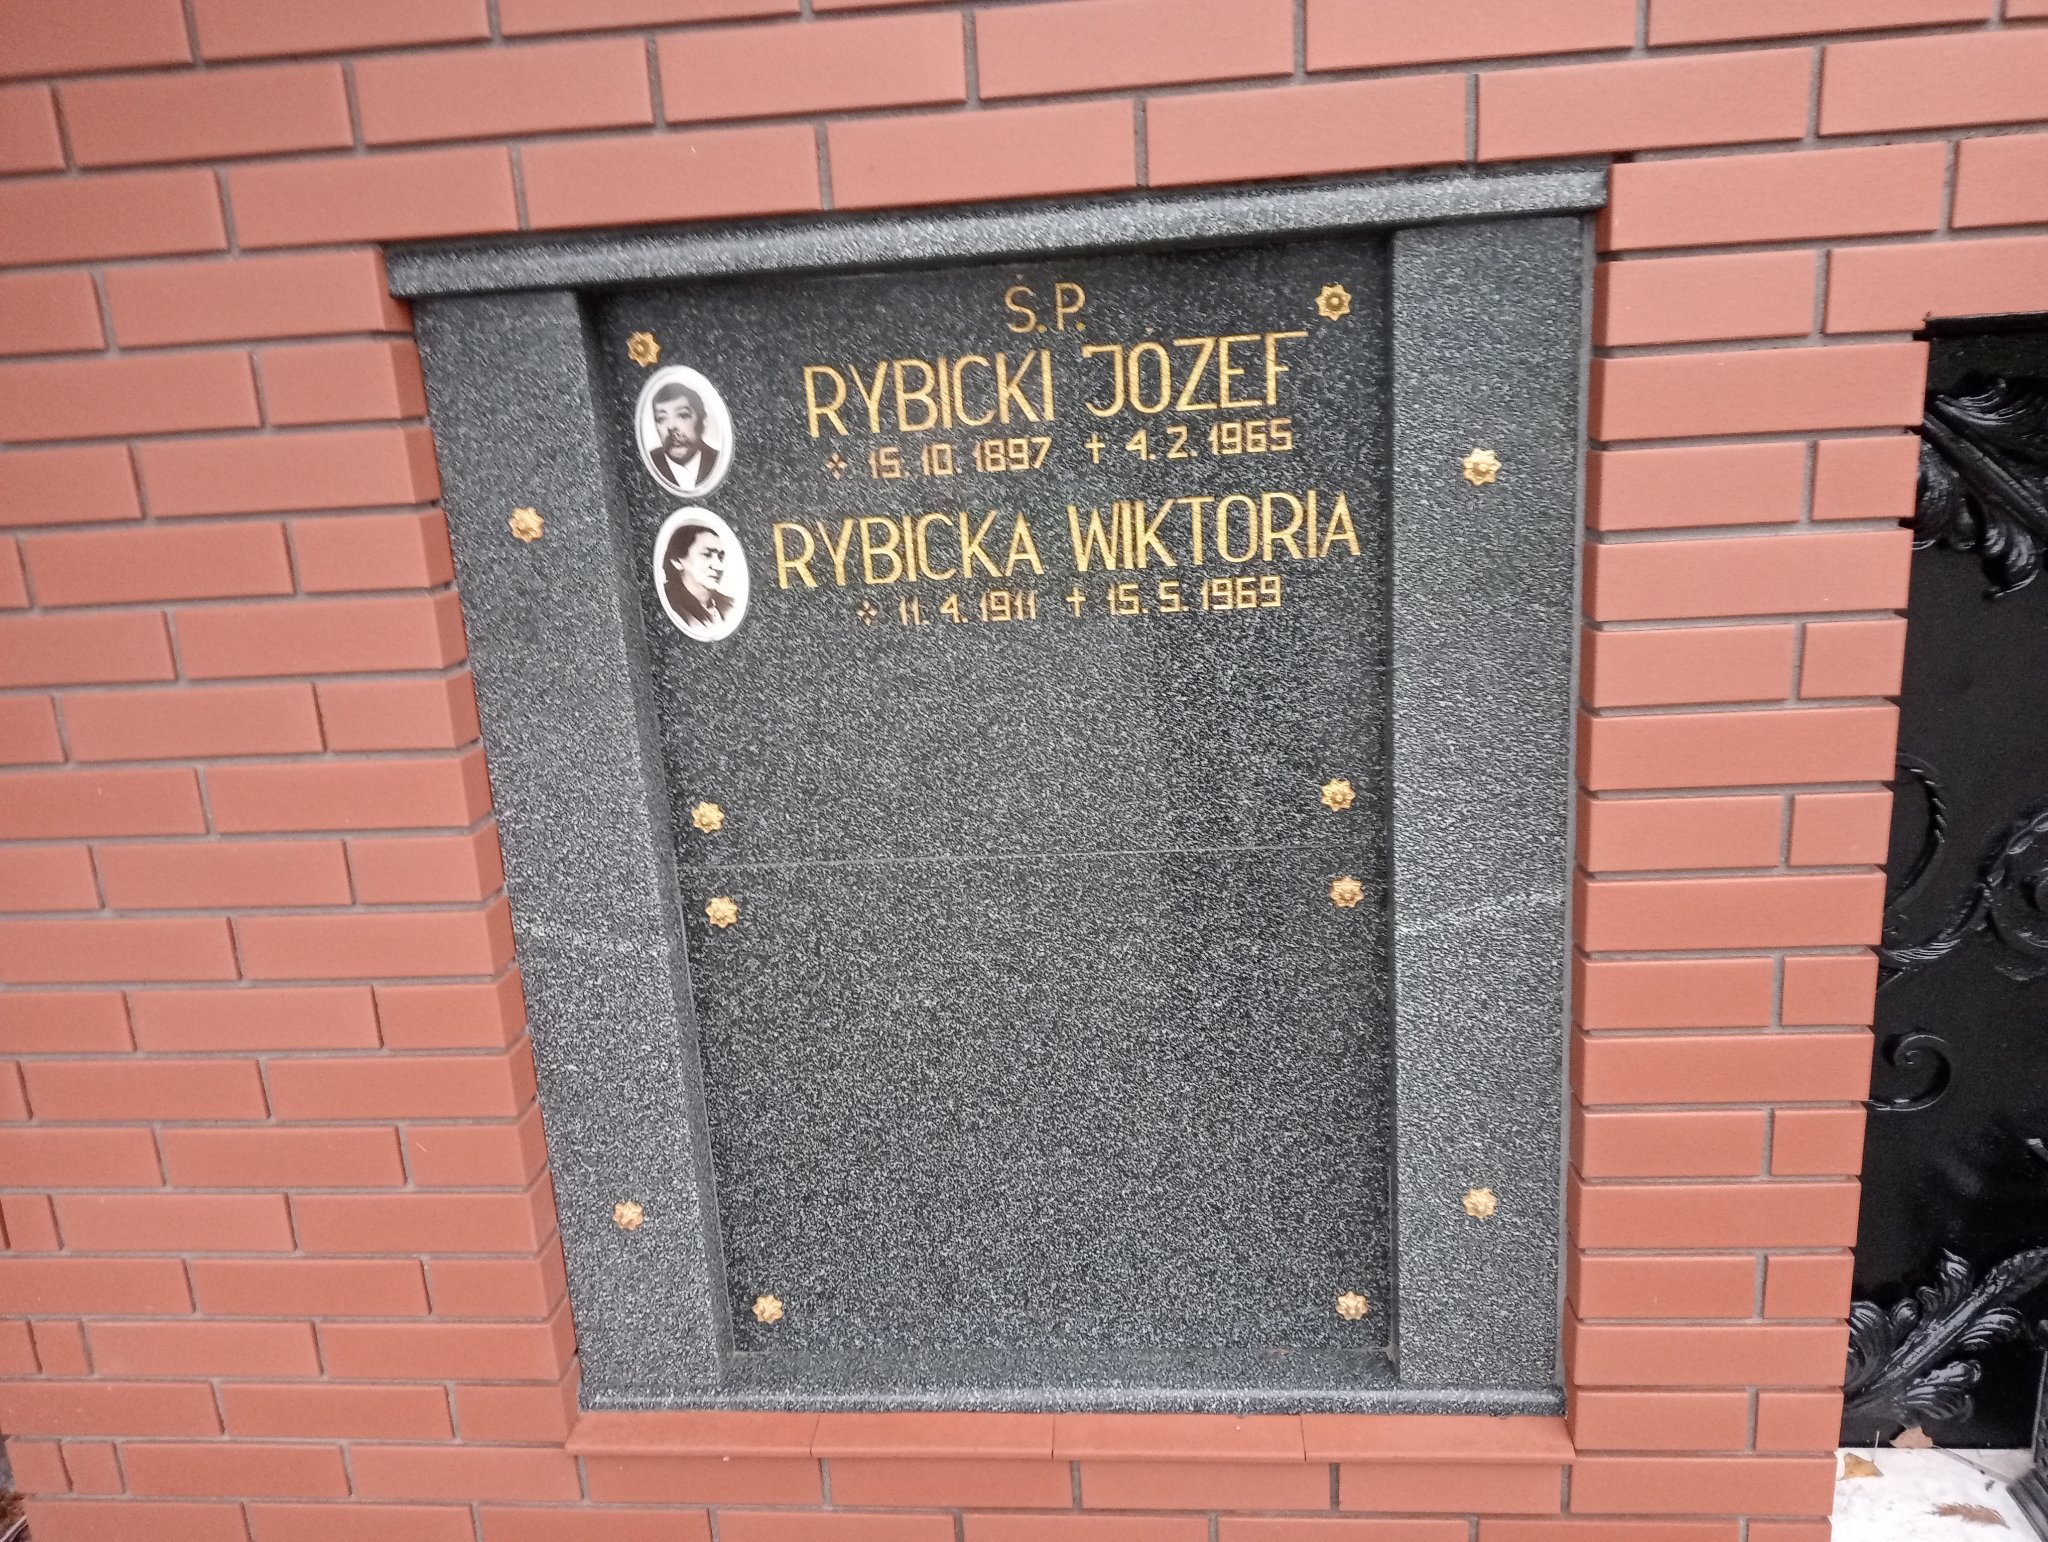 Ś.P.
RYBICKI JÓZEF
15.10.1897 + 4.2.1965
RYBICKA WIKTORIA
11.4.1911 + 15.5.1969